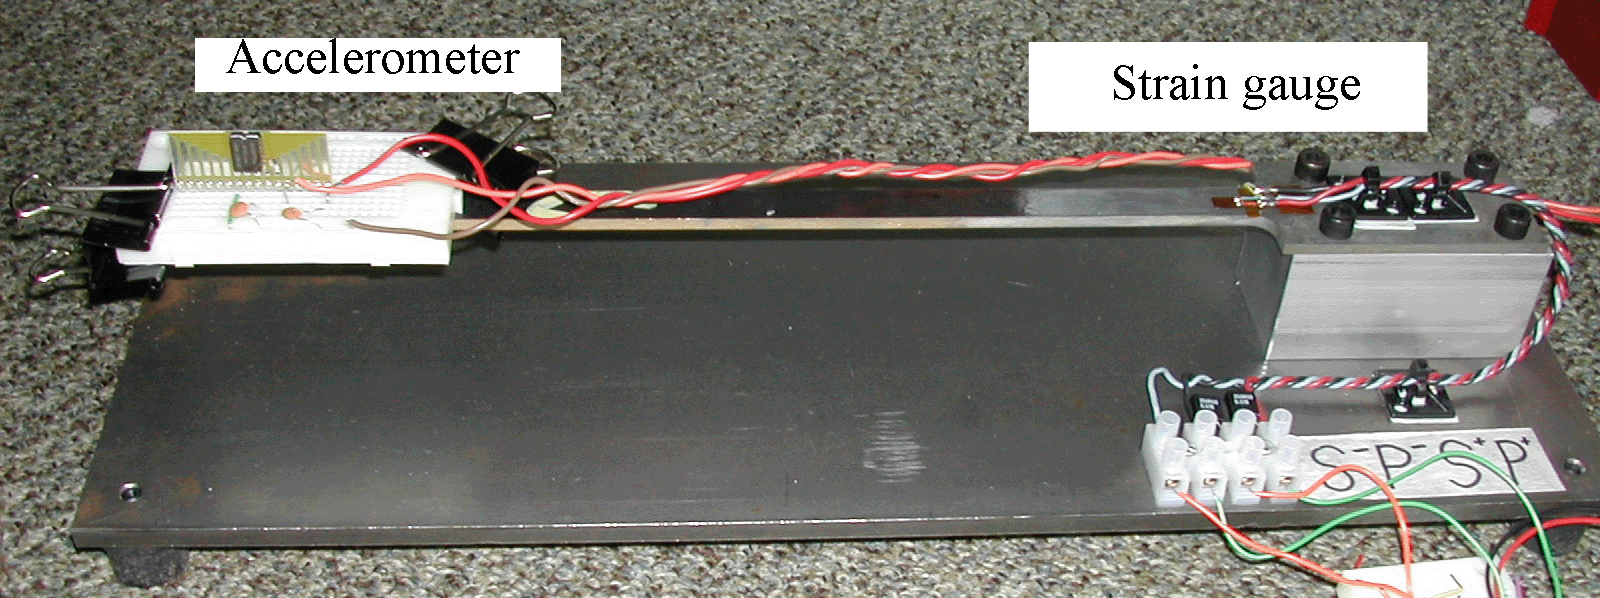 Accelerometer
Strain gauge
S⁻P⁻S⁺P⁺